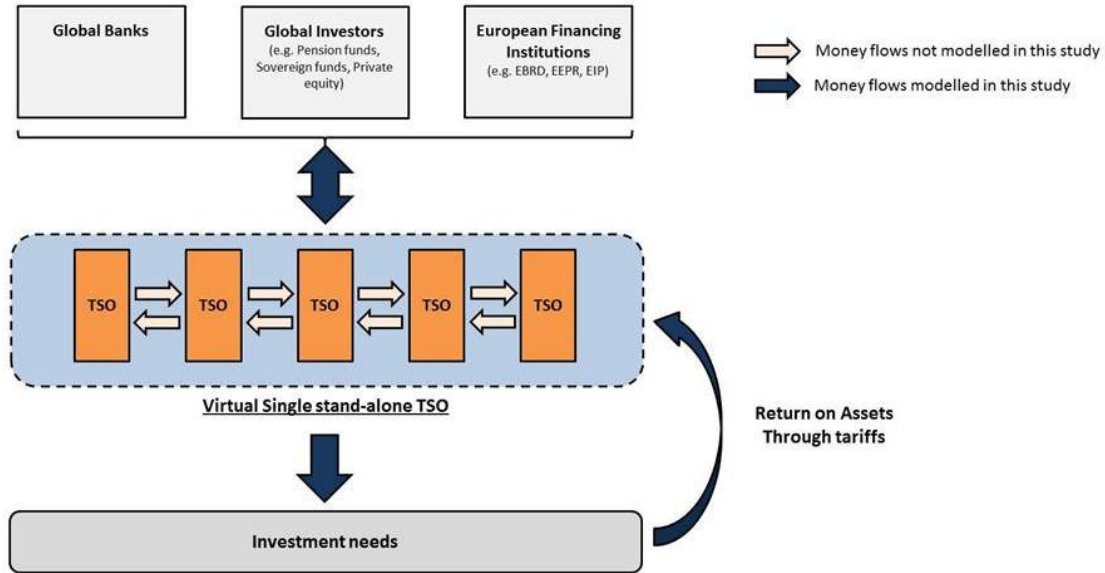 Global Banks
Global Investors
(e.g. Pension funds,
Sovereign funds, Private
equity)
European Financing
Institutions
(e.g. EBRD, EEPR, EIP)
Money flows not modelled in this study
Money flows modelled in this study
TSO
TSO
TSO
TSO
TSO
Virtual Single stand-alone TSO
Return on Assets
Through tariffs
Investment needs